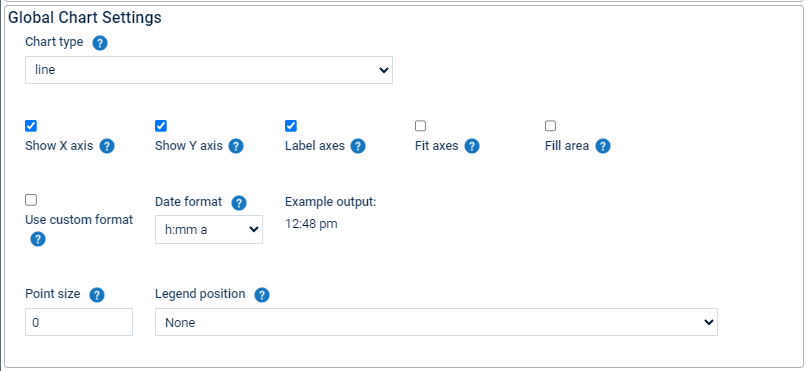 Global Chart Settings
Chart type ?
line
Show X axis ? Show Y axis ? Label axes ? Fit axes ? Fill area ?
Use custom format ?
Date format ?
h:mm a
Example output:
12:48 pm
Point size ? Legend position ?
0 None